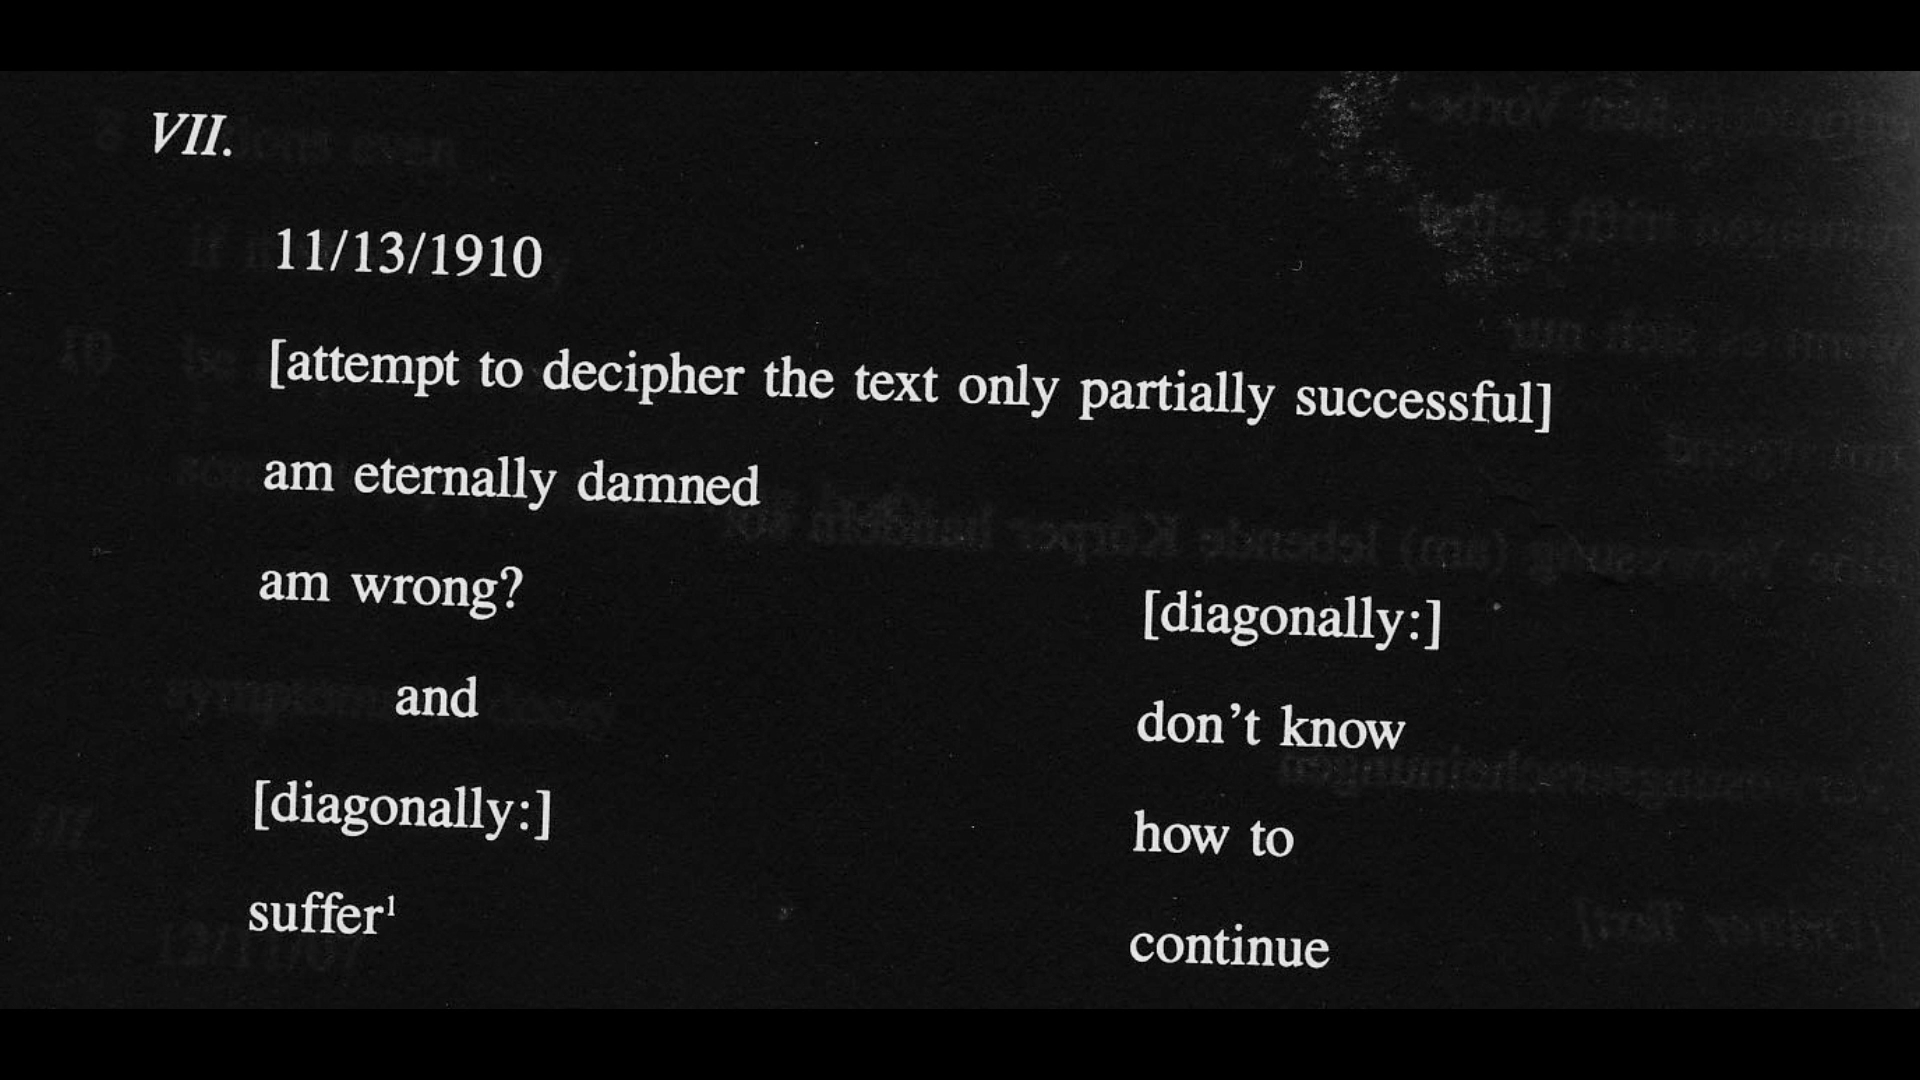 VII.
11/13/1910
[attempt to decipher the text only partially successful]
am eternally damned
am wrong?
and
[diagonally:]
suffer¹
[diagonally:]
don’t know
how to
continue